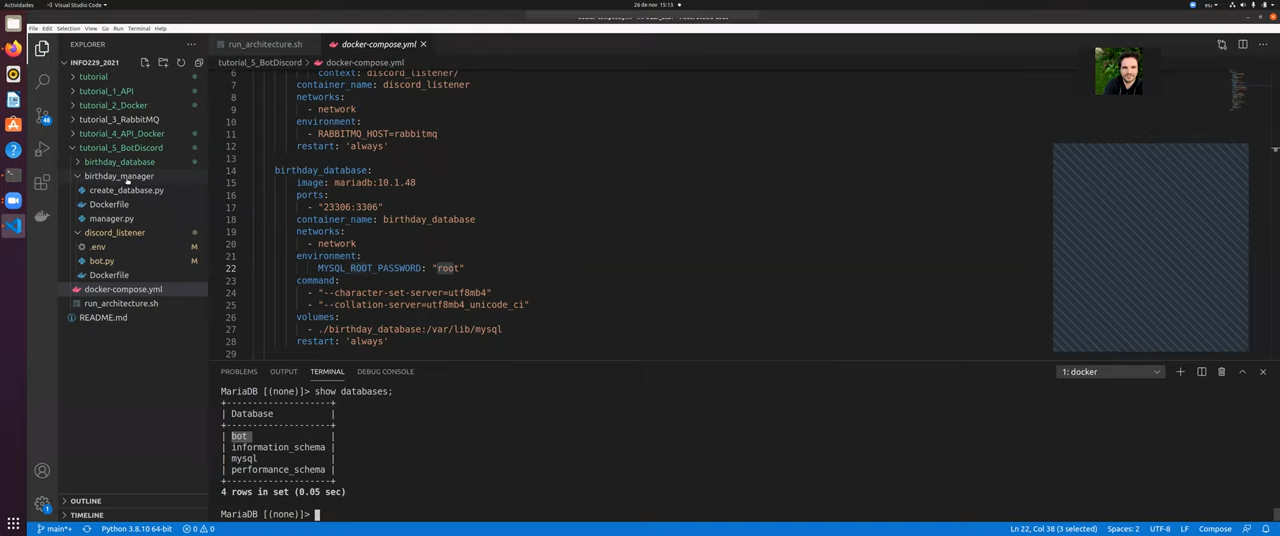 Actividades
Visual Studio Code
26 de nov 15:13
es
File Edit Selection View Go Run Terminal Help
EXPLORER
INFO229_2021
tutorial
tutorial_1_API
tutorial_2_Docker
tutorial_3_RabbitMQ
tutorial_4_API_Docker
tutorial_5_BotDiscord
birthday_database
birthday_manager
create_database.py
Dockerfile
manager.py
discord_listener
.env M
bot.py M
Dockerfile
docker-compose.yml
run_architecture.sh
README.md
OUTLINE
TIMELINE
48
1
run_architecture.sh
docker-compose.yml
tutorial_5_BotDiscord > docker-compose.yml
6 context: discord_listener/
7 container_name: discord_listener
8 networks:
9 - network
10 environment:
11 - RABBITMQ_HOST=rabbitmq
12 restart: 'always'
13
14 birthday_database:
15 image: mariadb:10.1.48
16 ports:
17 - "23306:3306"
18 container_name: birthday_database
19 networks:
20 - network
21 environment:
22 MYSQL_ROOT_PASSWORD: "root"
23 command:
24 - "--character-set-server=utf8mb4"
25 - "--collation-server=utf8mb4_unicode_ci"
26 volumes:
27 - ./birthday_database:/var/lib/mysql
28 restart: 'always'
29
PROBLEMS OUTPUT TERMINAL DEBUG CONSOLE
1: docker
MariaDB [(none)]> show databases;
+--------------------+
| Database |
+--------------------+
| bot |
| information_schema |
| mysql |
| performance_schema |
+--------------------+
4 rows in set (0.05 sec)
MariaDB [(none)]>
main*+ Python 3.8.10 64-bit 0 0
Ln 22, Col 38 (3 selected) Spaces: 2 UTF-8 LF Compose